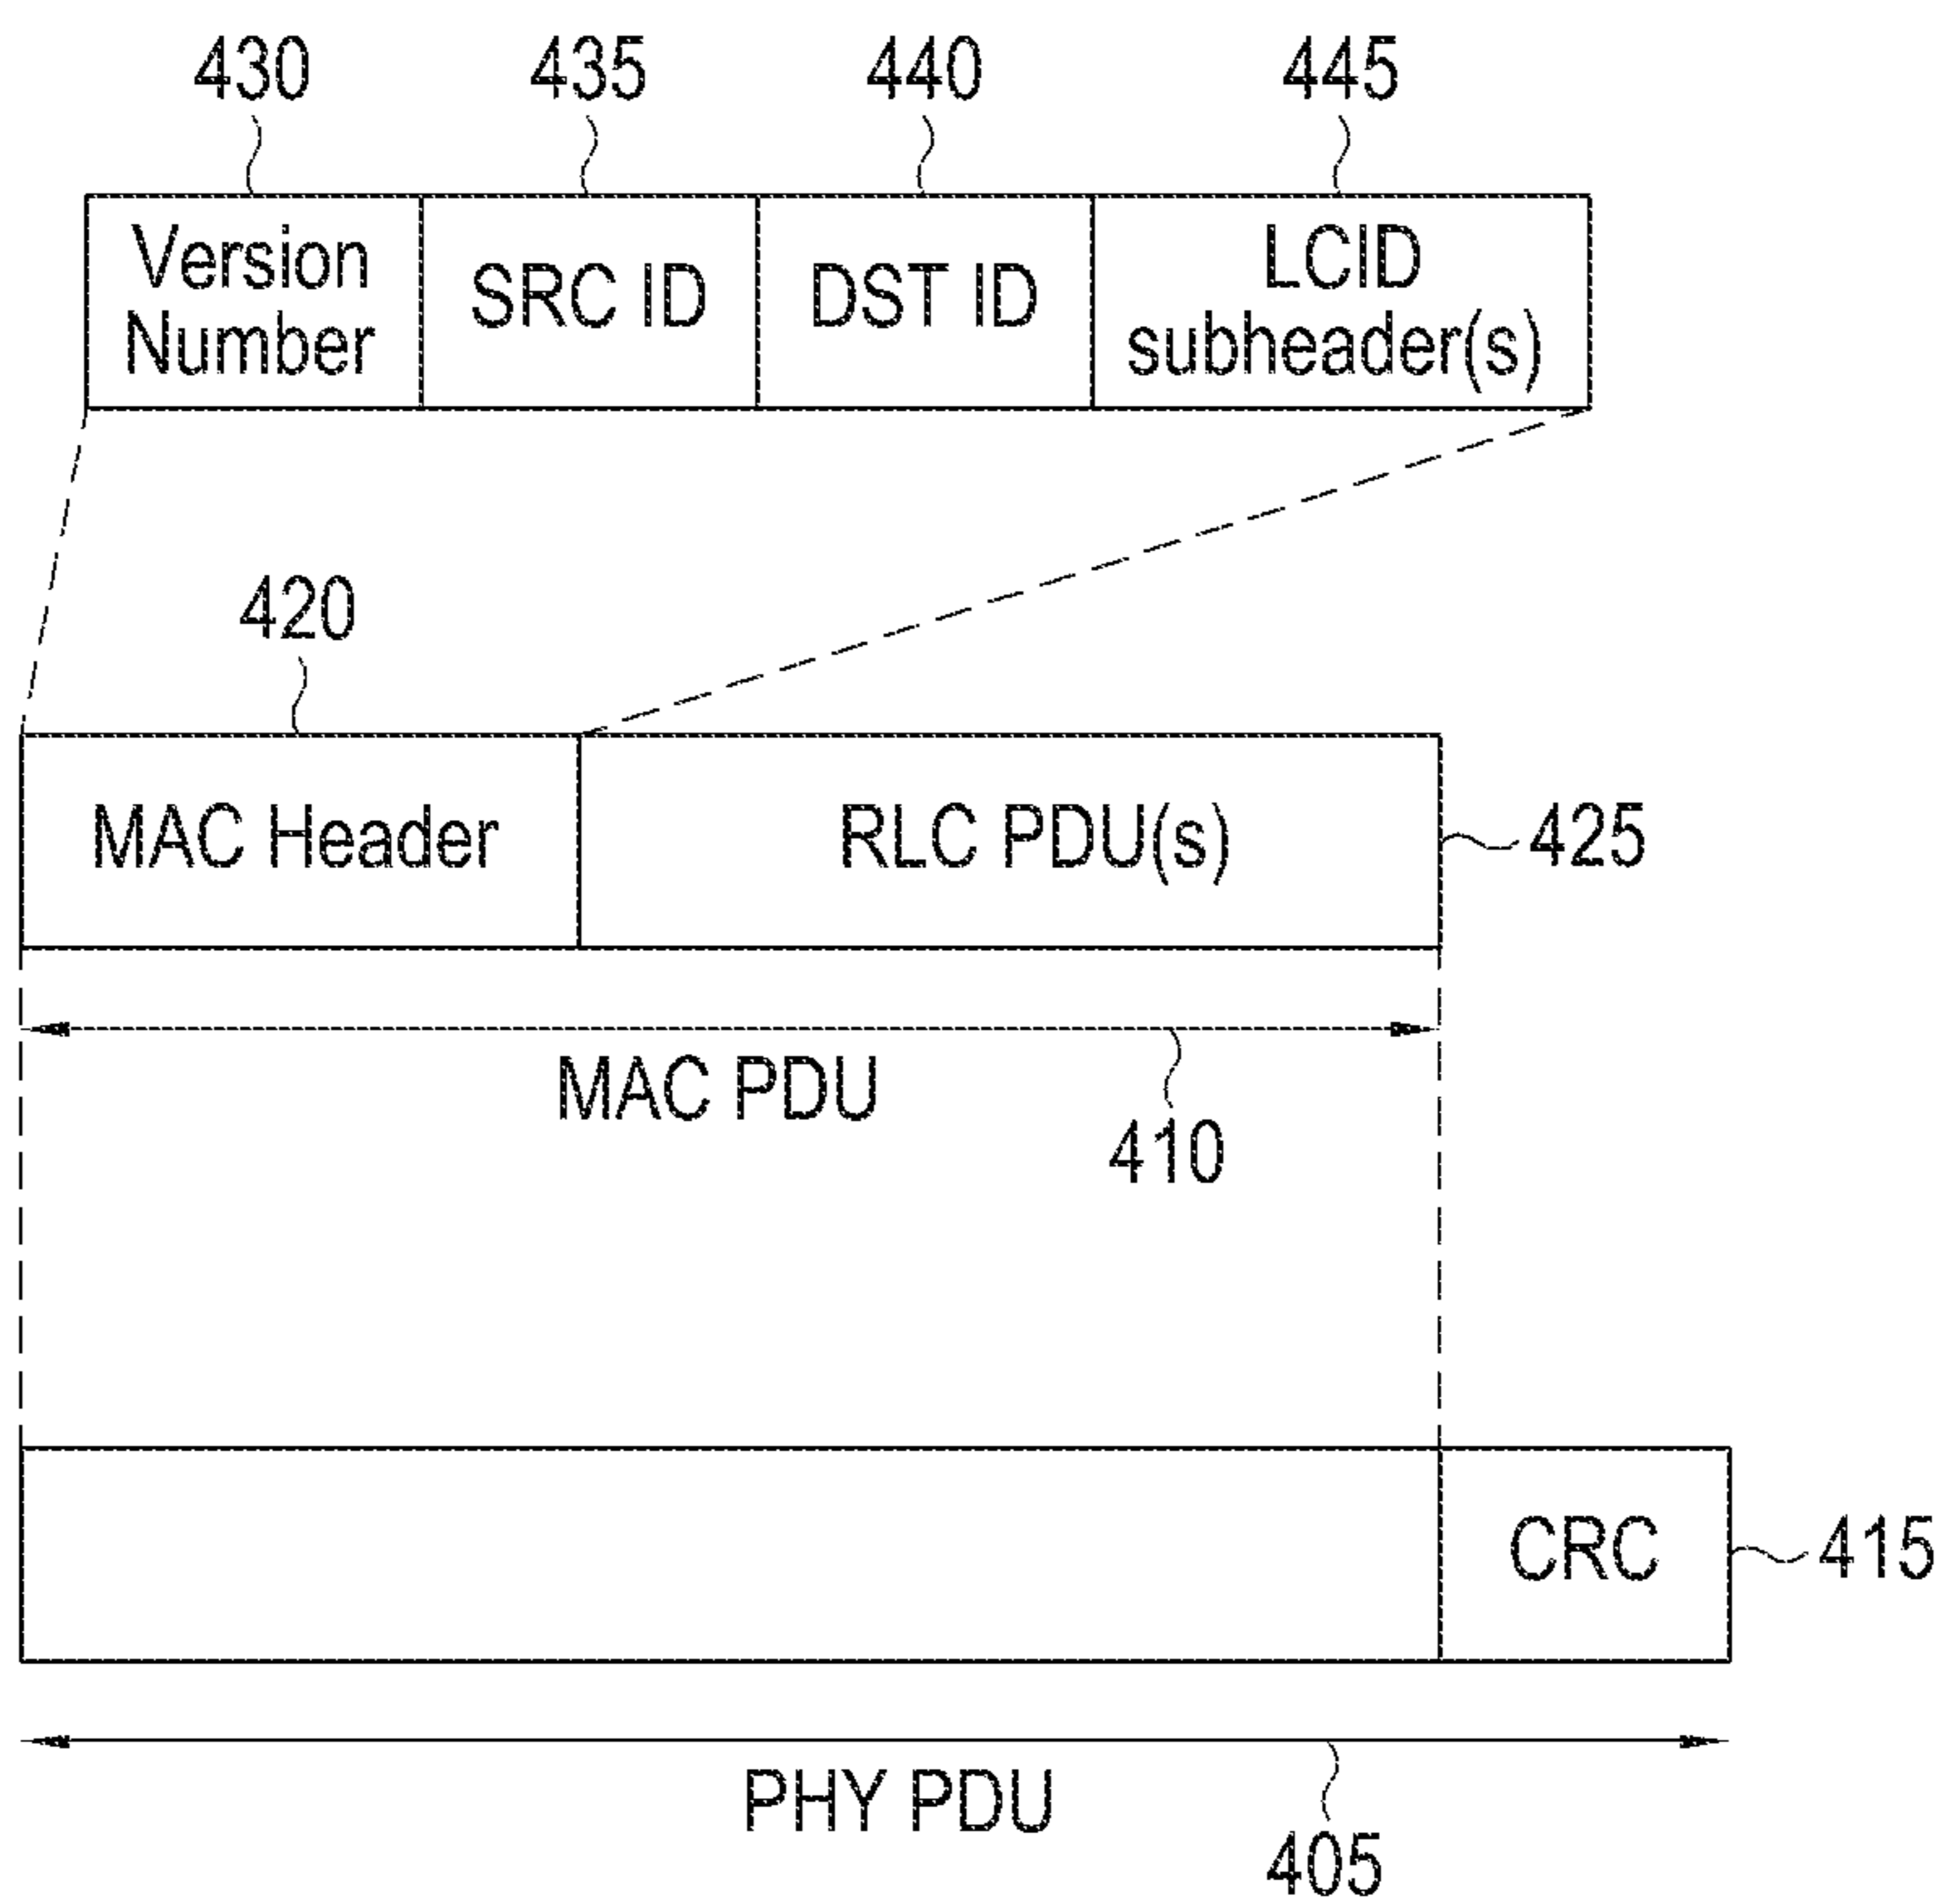 430 435 440 445
Version Number SRC ID DST ID LCID subheader(s)
420
MAC Header RLC PDU(s) 425
MAC PDU
410
CRC 415
PHY PDU
405